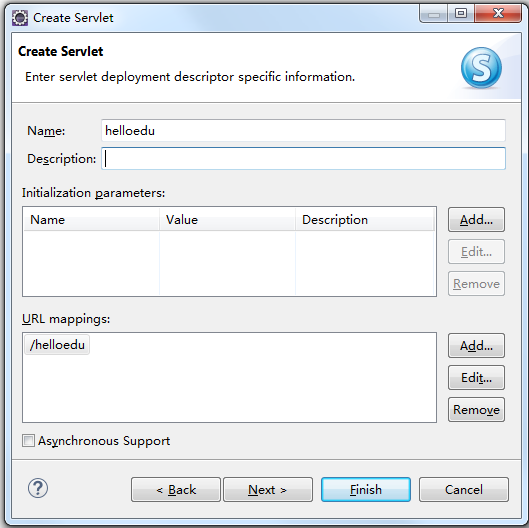 Create Servlet
Create Servlet
Enter servlet deployment descriptor specific information.
S
Name: helloedu
Description:
Initialization parameters:
Name Value Description
Add...
Edit...
Remove
URL mappings:
/helloedu
Add...
Edit...
Remove
Asynchronous Support
? < Back Next > Finish Cancel